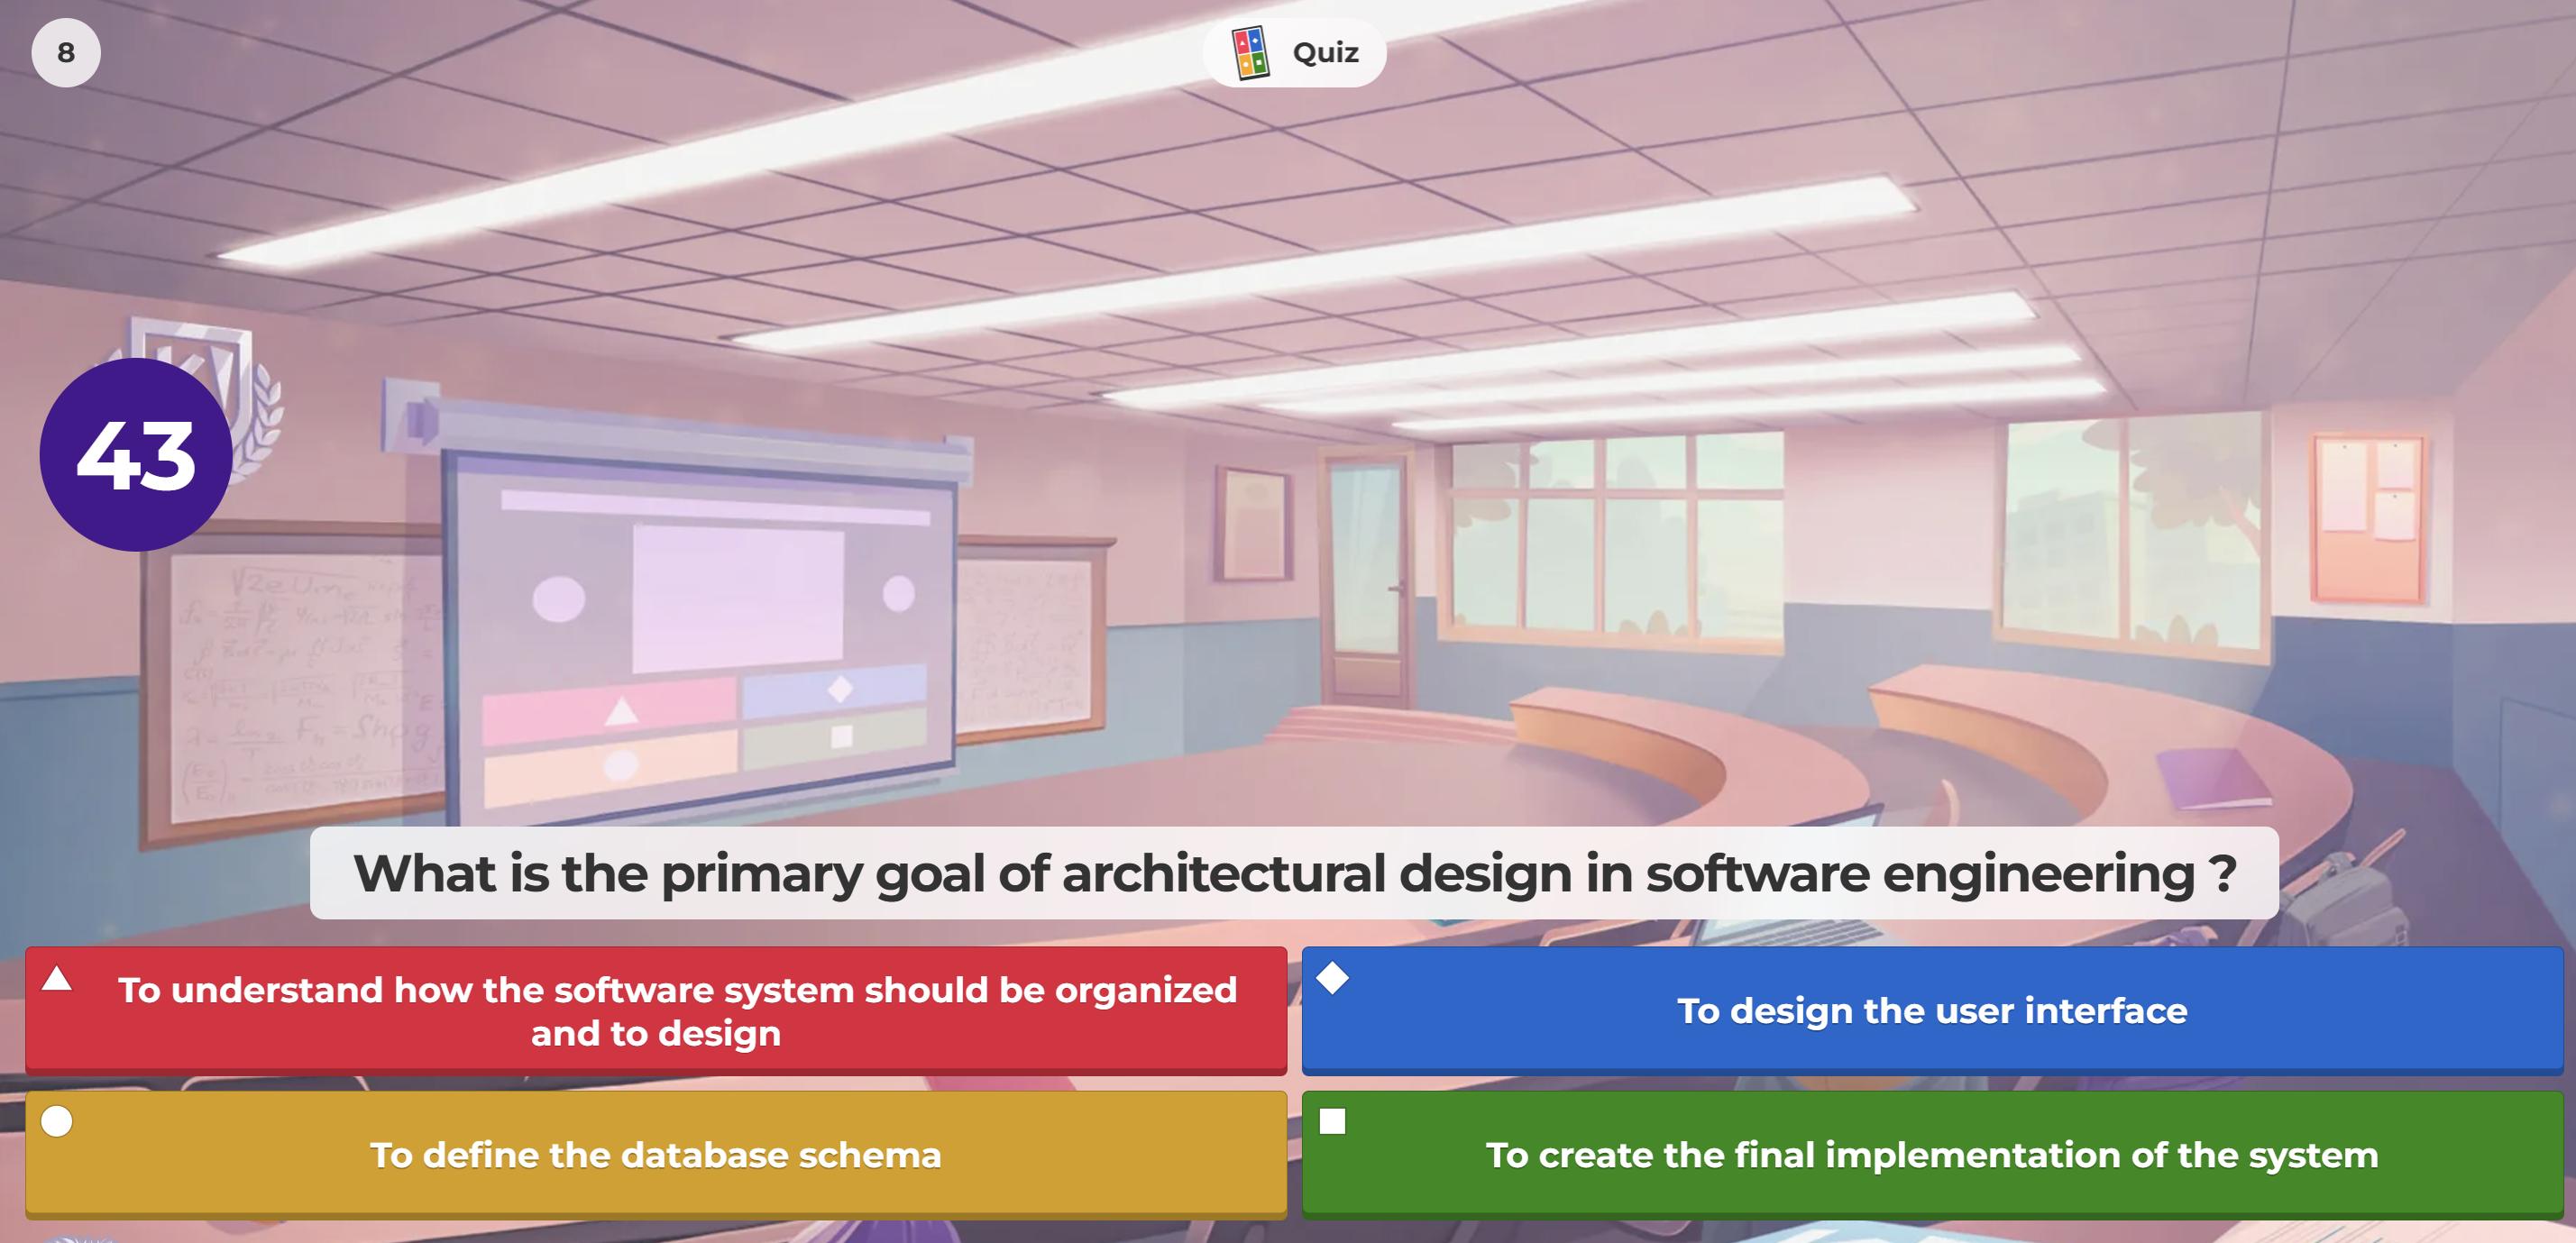 8
Quiz
43
What is the primary goal of architectural design in software engineering ?
To understand how the software system should be organized
and to design
To design the user interface
To define the database schema
To create the final implementation of the system